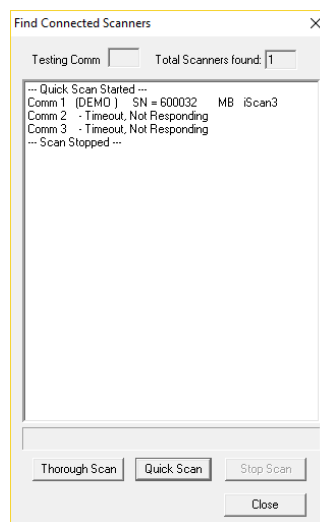 Find Connected Scanners
Testing Comm Total Scanners found: 1
--- Quick Scan Started ---
Comm 1 (DEMO ) SN = 600032 MB iScan3
Comm 2 - Timeout, Not Responding
Comm 3 - Timeout, Not Responding
--- Scan Stopped ---
Thorough Scan Quick Scan Stop Scan
Close